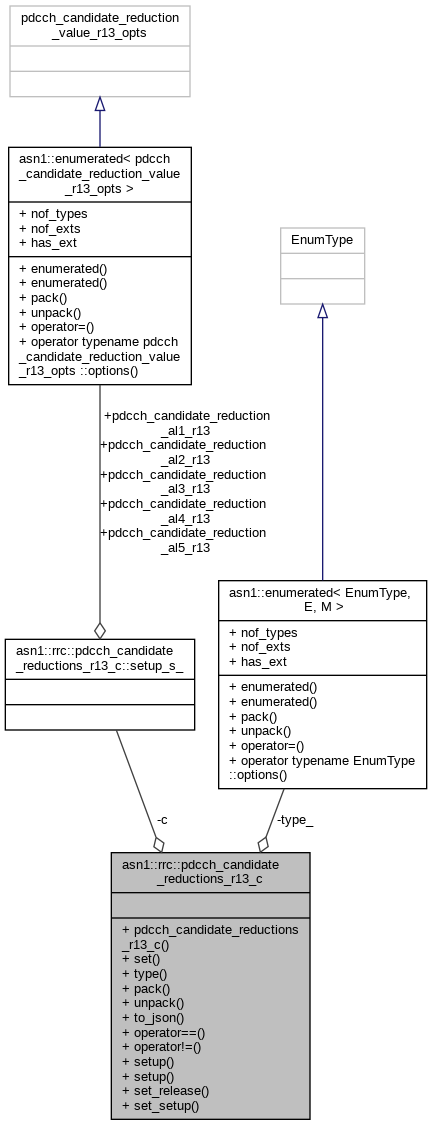 pdcch_candidate_reduction
_value_r13_opts
asn1::enumerated< pdcch
_candidate_reduction_value
_r13_opts >
+ nof_types
+ nof_exts
+ has_ext
+ enumerated()
+ enumerated()
+ pack()
+ unpack()
+ operator=()
+ operator typename pdcch
_candidate_reduction_value
_r13_opts ::options()
EnumType
+pdcch_candidate_reduction
_al1_r13
+pdcch_candidate_reduction
_al2_r13
+pdcch_candidate_reduction
_al3_r13
+pdcch_candidate_reduction
_al4_r13
+pdcch_candidate_reduction
_al5_r13
asn1::rrc::pdcch_candidate
_reductions_r13_c::setup_s_
asn1::enumerated< EnumType,
E, M >
+ nof_types
+ nof_exts
+ has_ext
+ enumerated()
+ enumerated()
+ pack()
+ unpack()
+ operator=()
+ operator typename EnumType
::options()
-c
-type_
asn1::rrc::pdcch_candidate
_reductions_r13_c
+ pdcch_candidate_reductions
_r13_c()
+ set()
+ type()
+ pack()
+ unpack()
+ to_json()
+ operator==()
+ operator!=()
+ setup()
+ setup()
+ set_release()
+ set_setup()